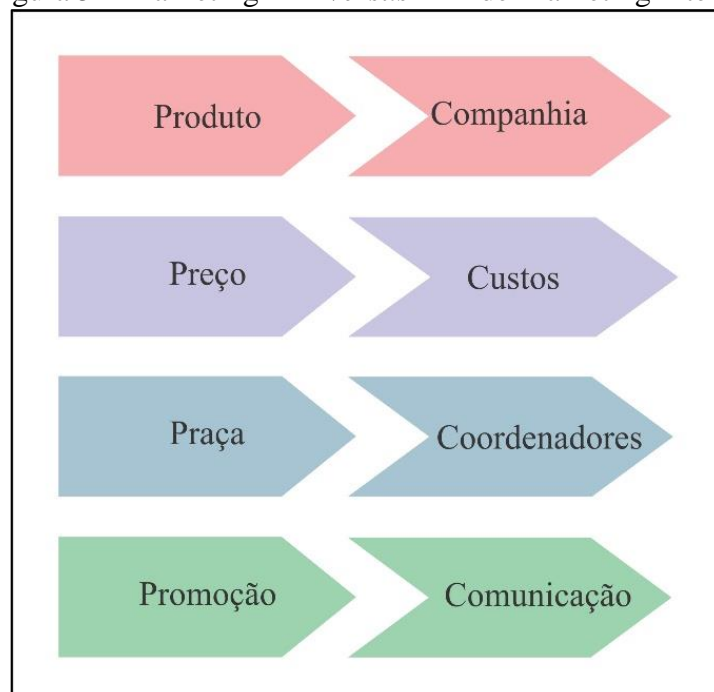 Produto Companhia
Preço Custos
Praça Coordenadores
Promoção Comunicação